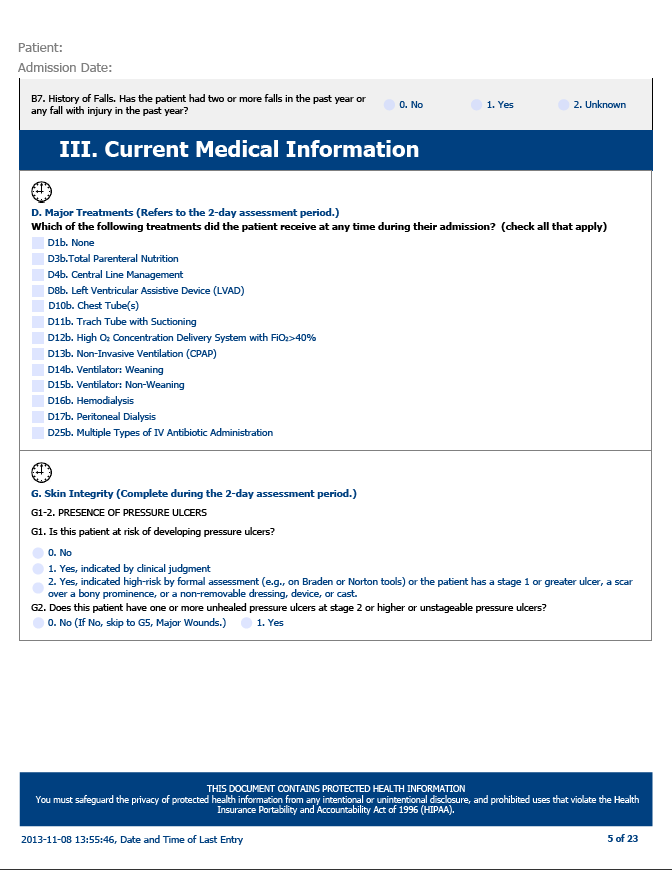 Patient:
Admission Date:
B7. History of Falls. Has the patient had two or more falls in the past year or
any fall with injury in the past year?
0. No
1. Yes
2. Unknown
III. Current Medical Information
D. Major Treatments (Refers to the 2-day assessment period.)
Which of the following treatments did the patient receive at any time during their admission?  (check all that apply)
D1b. None
D3b.Total Parenteral Nutrition
D4b. Central Line Management
D8b. Left Ventricular Assistive Device (LVAD)
D10b. Chest Tube(s)
D11b. Trach Tube with Suctioning
D12b. High O₂ Concentration Delivery System with FiO₂>40%
D13b. Non-Invasive Ventilation (CPAP)
D14b. Ventilator: Weaning
D15b. Ventilator: Non-Weaning
D16b. Hemodialysis
D17b. Peritoneal Dialysis
D25b. Multiple Types of IV Antibiotic Administration
G. Skin Integrity (Complete during the 2-day assessment period.)
G1-2. PRESENCE OF PRESSURE ULCERS
G1. Is this patient at risk of developing pressure ulcers?
0. No
1. Yes, indicated by clinical judgment
2. Yes, indicated high-risk by formal assessment (e.g., on Braden or Norton tools) or the patient has a stage 1 or greater ulcer, a scar
over a bony prominence, or a non-removable dressing, device, or cast.
G2. Does this patient have one or more unhealed pressure ulcers at stage 2 or higher or unstageable pressure ulcers?
0. No (If No, skip to G5, Major Wounds.)
1. Yes
THIS DOCUMENT CONTAINS PROTECTED HEALTH INFORMATION
You must safeguard the privacy of protected health information from any intentional or unintentional disclosure, and prohibited uses that violate the Health
Insurance Portability and Accountability Act of 1996 (HIPAA).
2013-11-08 13:55:46, Date and Time of Last Entry
5 of 23